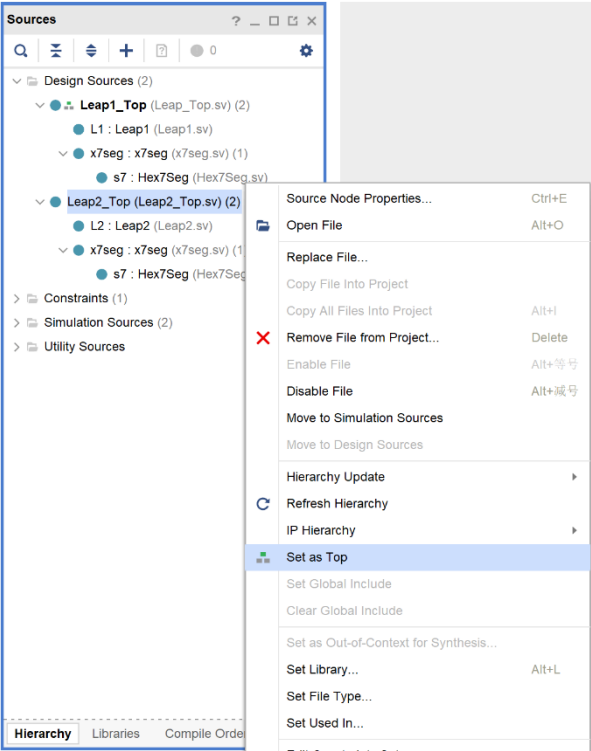 Sources ? _
0
Design Sources (2)
Leap1_Top (Leap_Top.sv) (2)
L1 : Leap1 (Leap1.sv)
x7seg : x7seg (x7seg.sv) (1)
s7 : Hex7Seg (Hex7Seg.sv)
Leap2_Top (Leap2_Top.sv) (2)
L2 : Leap2 (Leap2.sv)
x7seg : x7seg (x7seg.sv) (1
s7 : Hex7Seg (Hex7Seg
Constraints (1)
Simulation Sources (2)
Utility Sources
Source Node Properties... Ctrl+E
Open File Alt+O
Replace File...
Copy File Into Project
Copy All Files Into Project Alt+I
Remove File from Project... Delete
Enable File Alt+等号
Disable File Alt+减号
Move to Simulation Sources
Move to Design Sources
Hierarchy Update
Refresh Hierarchy
IP Hierarchy
Set as Top
Set Global Include
Clear Global Include
Set as Out-of-Context for Synthesis...
Set Library... Alt+L
Set File Type...
Set Used In...
Hierarchy Libraries Compile Order